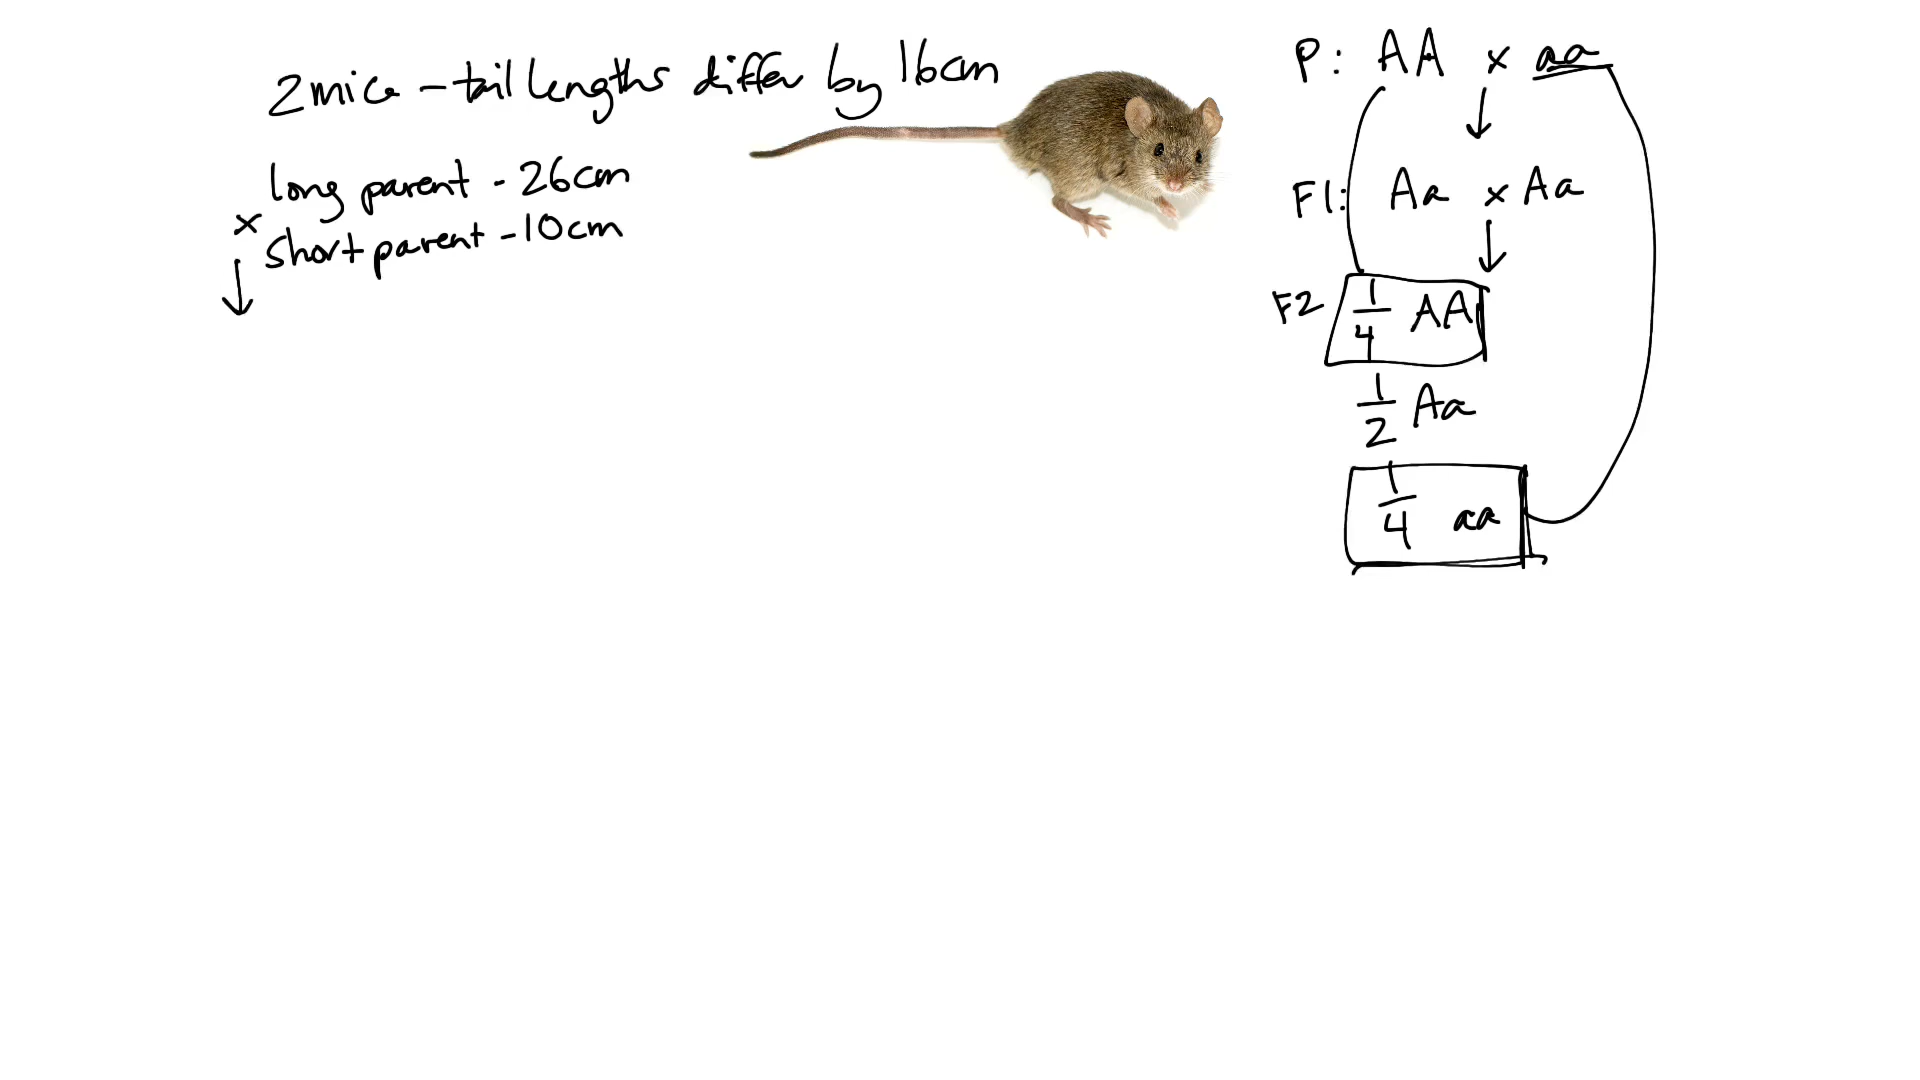 2 mice - tail lengths differ by 16cm
long parent - 26cm
x
short parent - 10cm
P: AA x aa
F1: Aa x Aa
F2 1/4 AA
1/2 Aa
1/4 aa